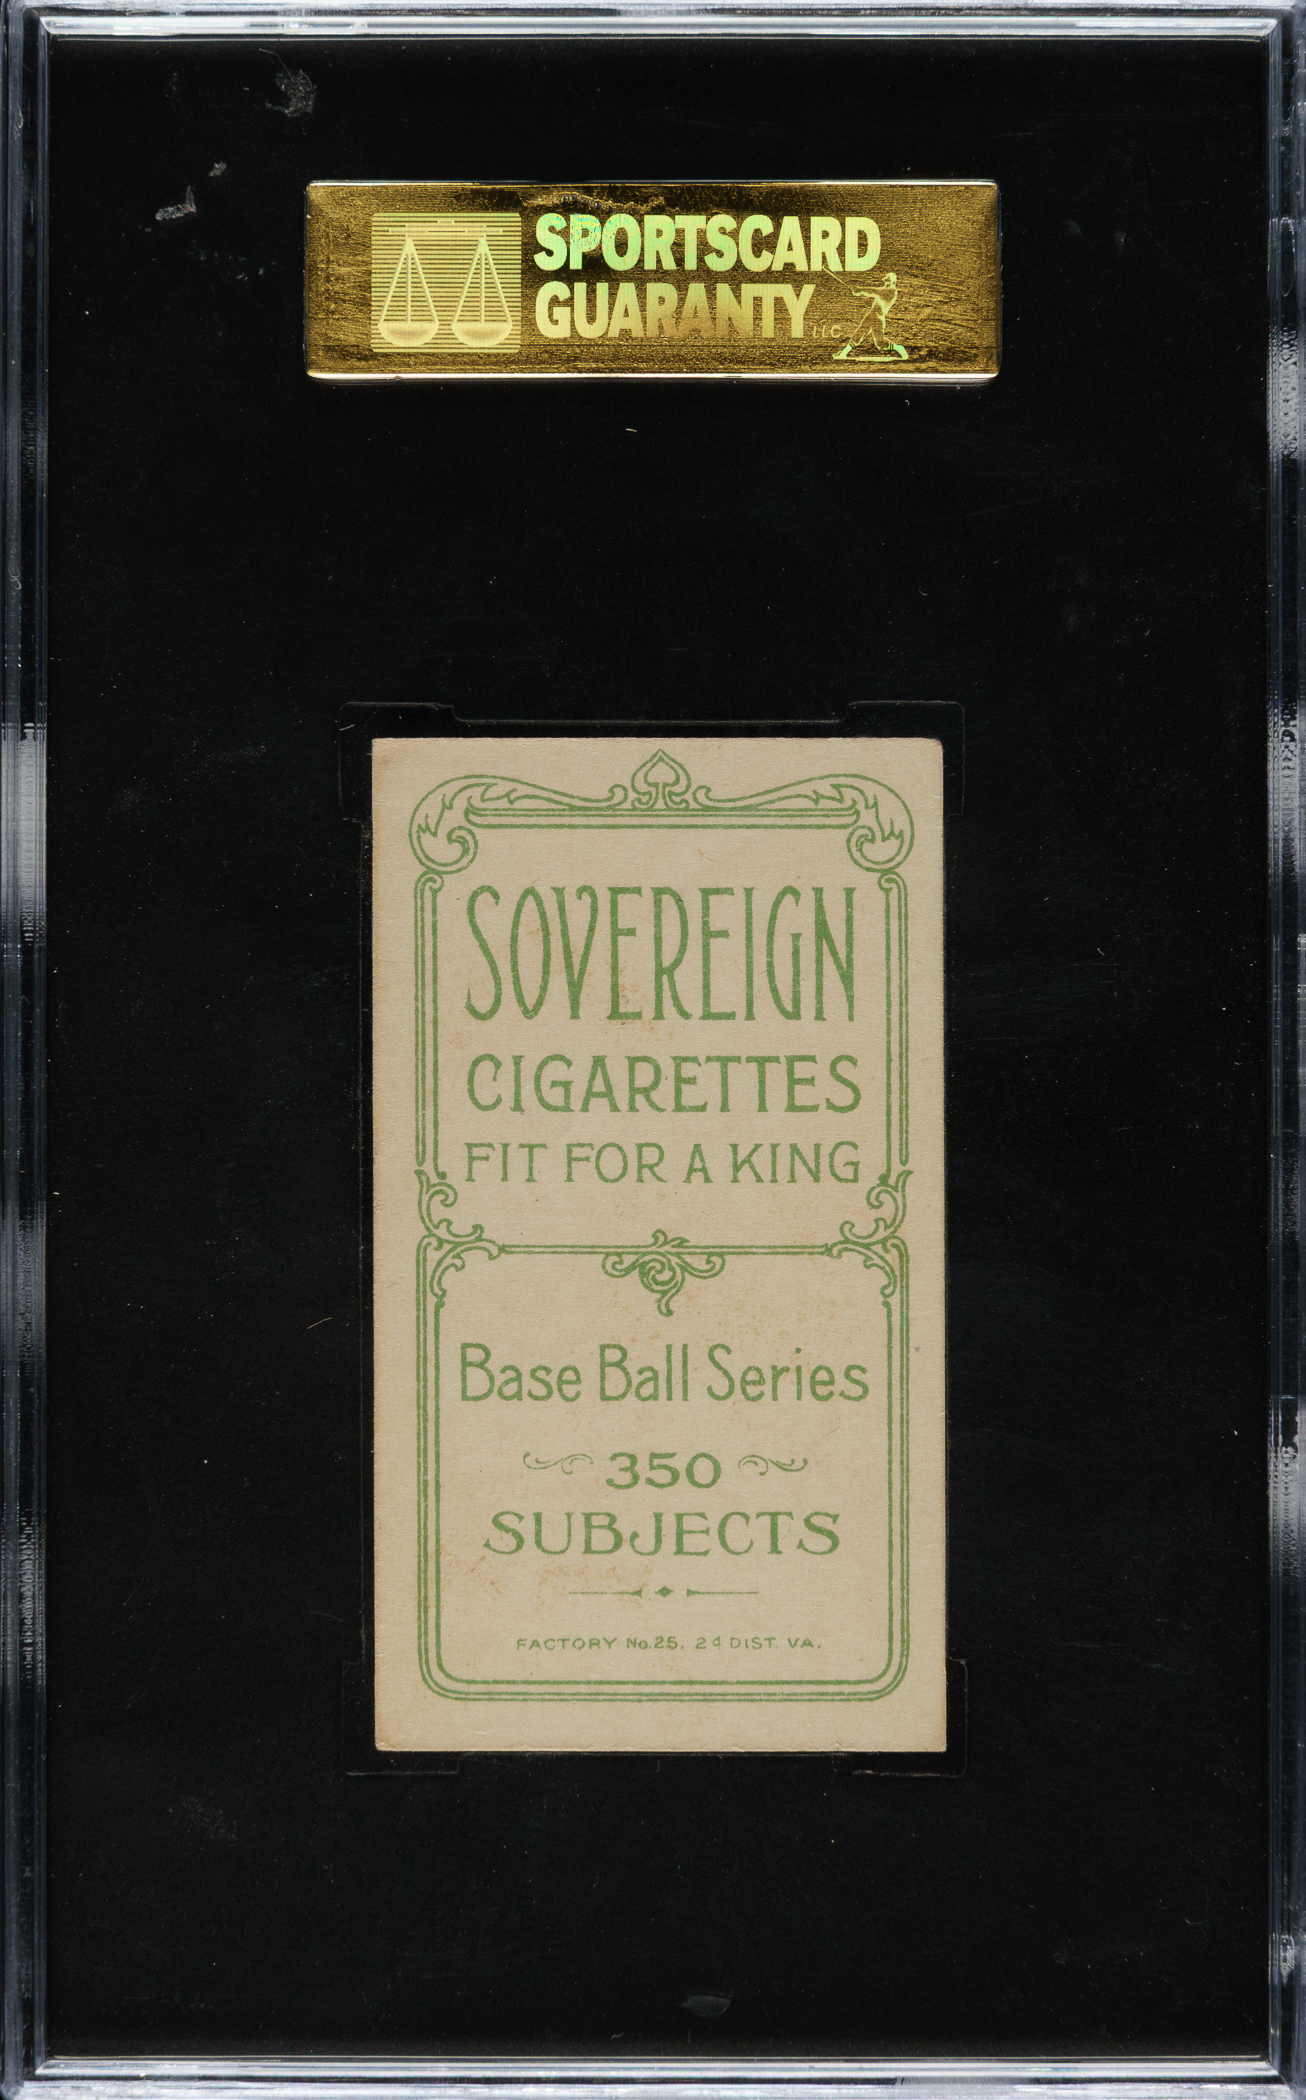 SPORTSCARD
GUARANTY LLC
SOVEREIGN
CIGARETTES
FIT FOR A KING
Base Ball Series
350
SUBJECTS
FACTORY No.25, 2d DIST. VA.